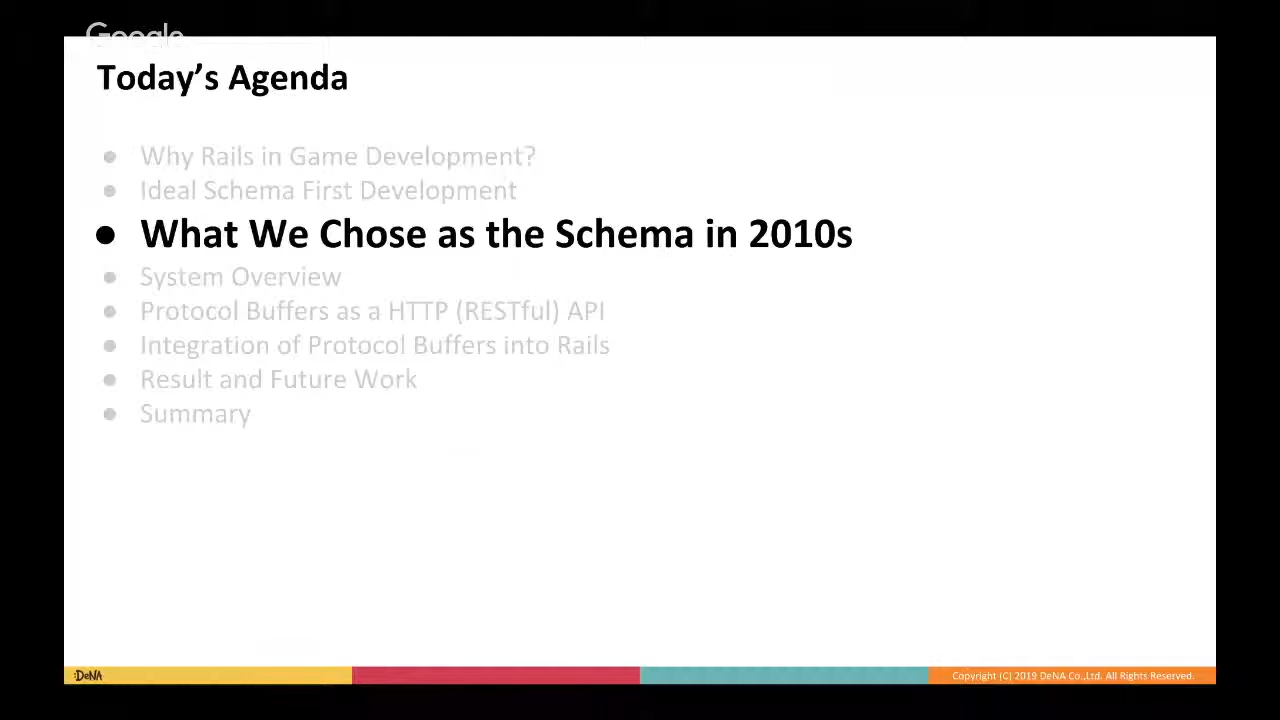 Google
Today's Agenda
● Why Rails in Game Development?
● Ideal Schema First Development
● What We Chose as the Schema in 2010s
● System Overview
● Protocol Buffers as a HTTP (RESTful) API
● Integration of Protocol Buffers into Rails
● Result and Future Work
● Summary
:DeNA
Copyright (C) 2019 DeNA Co.,Ltd. All Rights Reserved.